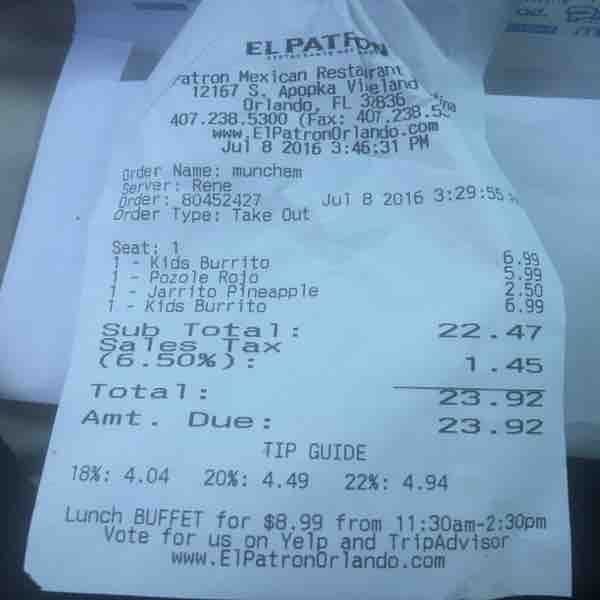 EL PATRON
atron Mexican Restaurant
12167 S. Apopka Vineland
Orlando, FL 32836
407.238.5300 (Fax: 407.238.5
www.ElPatronOrlando.com
Jul 8 2016 3:46:31 PM
Order Name: munchem
Server: Rene
Order: 80452427 Jul 8 2016 3:29:55
Order Type: Take Out
Seat: 1
1 - Kids Burrito 6.99
1 - Pozole Rojo 5.99
1 - Jarrito Pineapple 2.50
1 - Kids Burrito 6.99
Sub Total: 22.47
Sales Tax
(6.50%): 1.45
Total: 23.92
Amt. Due: 23.92
TIP GUIDE
18%: 4.04 20%: 4.49 22%: 4.94
Lunch BUFFET for $8.99 from 11:30am-2:30pm
Vote for us on Yelp and TripAdvisor
www.ElPatronOrlando.com